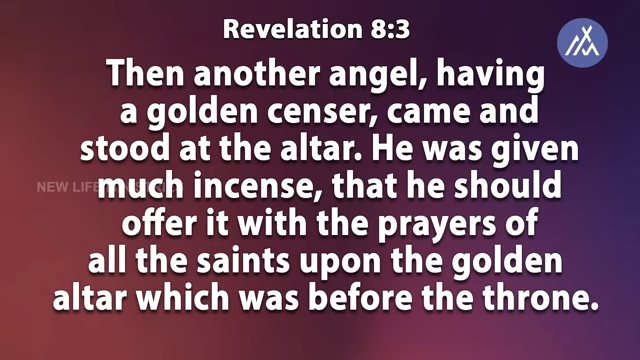 Revelation 8:3
Then another angel, having
a golden censer, came and
stood at the altar. He was given
much incense, that he should
offer it with the prayers of
all the saints upon the golden
altar which was before the throne.
NEW LIFE